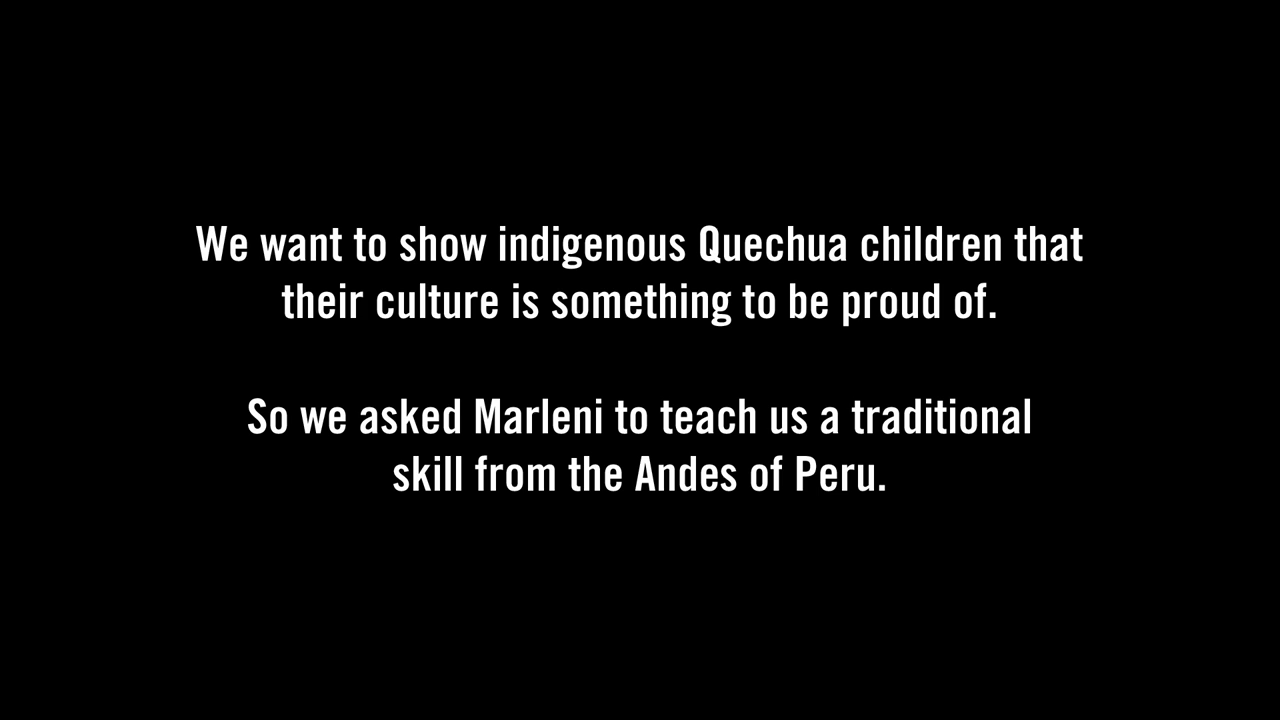 We want to show indigenous Quechua children that
their culture is something to be proud of.
So we asked Marleni to teach us a traditional
skill from the Andes of Peru.